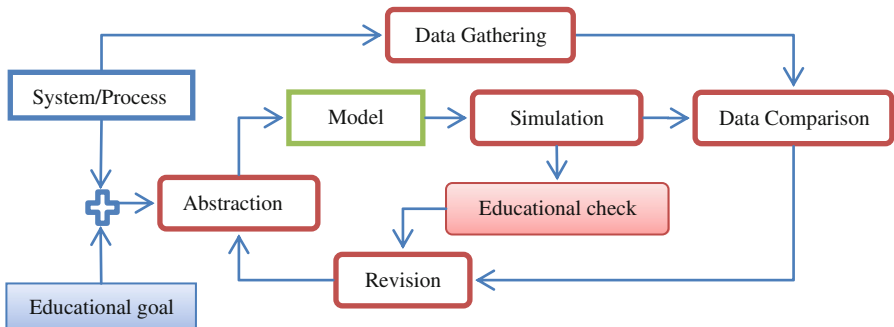 Data Gathering
System/Process
Model
Simulation
Data Comparison
Abstraction
Educational check
Revision
Educational goal